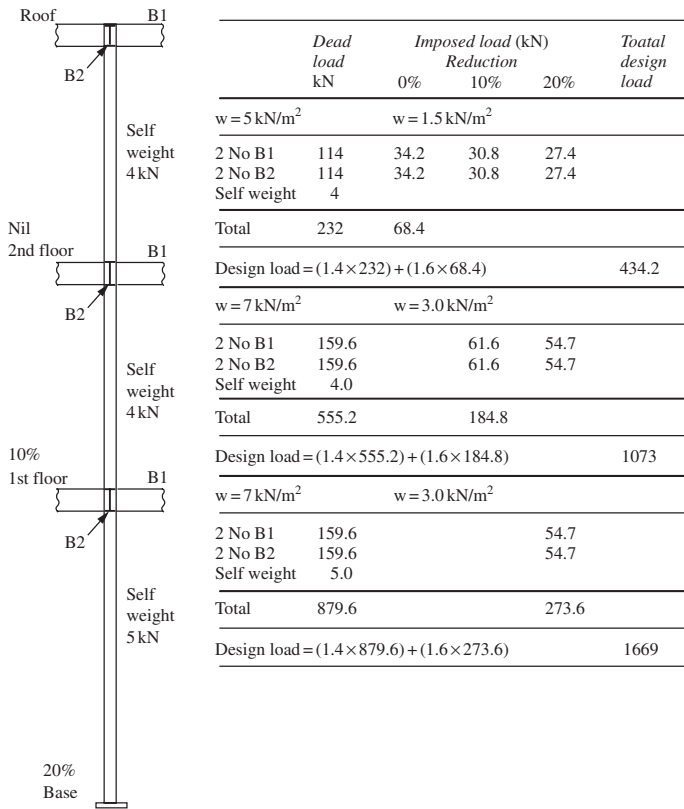 Roof B1
B2
Self
weight
4 kN
Nil
2nd floor B1
B2
Self
weight
4 kN
10%
1st floor B1
B2
Self
weight
5 kN
20%
Base
Dead Imposed load (kN) Toatal
load Reduction design
kN 0% 10% 20% load
w = 5 kN/m² w = 1.5 kN/m²
2 No B1 114 34.2 30.8 27.4
2 No B2 114 34.2 30.8 27.4
Self weight 4
Total 232 68.4
Design load = (1.4 × 232) + (1.6 × 68.4) 434.2
w = 7 kN/m² w = 3.0 kN/m²
2 No B1 159.6 61.6 54.7
2 No B2 159.6 61.6 54.7
Self weight 4.0
Total 555.2 184.8
Design load = (1.4 × 555.2) + (1.6 × 184.8) 1073
w = 7 kN/m² w = 3.0 kN/m²
2 No B1 159.6 54.7
2 No B2 159.6 54.7
Self weight 5.0
Total 879.6 273.6
Design load = (1.4 × 879.6) + (1.6 × 273.6) 1669